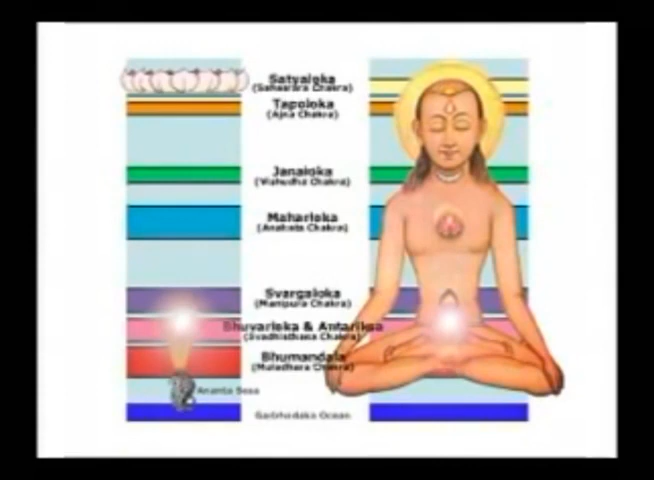 Satyaloka
(Sahasrara Chakra)
Tapoloka
(Ajna Chakra)
Janaloka
(Vishudha Chakra)
Maharloka
(Anahata Chakra)
Svargaloka
(Manipura Chakra)
Bhuvarloka & Antariksa
(Svadhisthana Chakra)
Bhumandala
(Muladhara Chakra)
Ananta Sesa
Garbhodaka Ocean